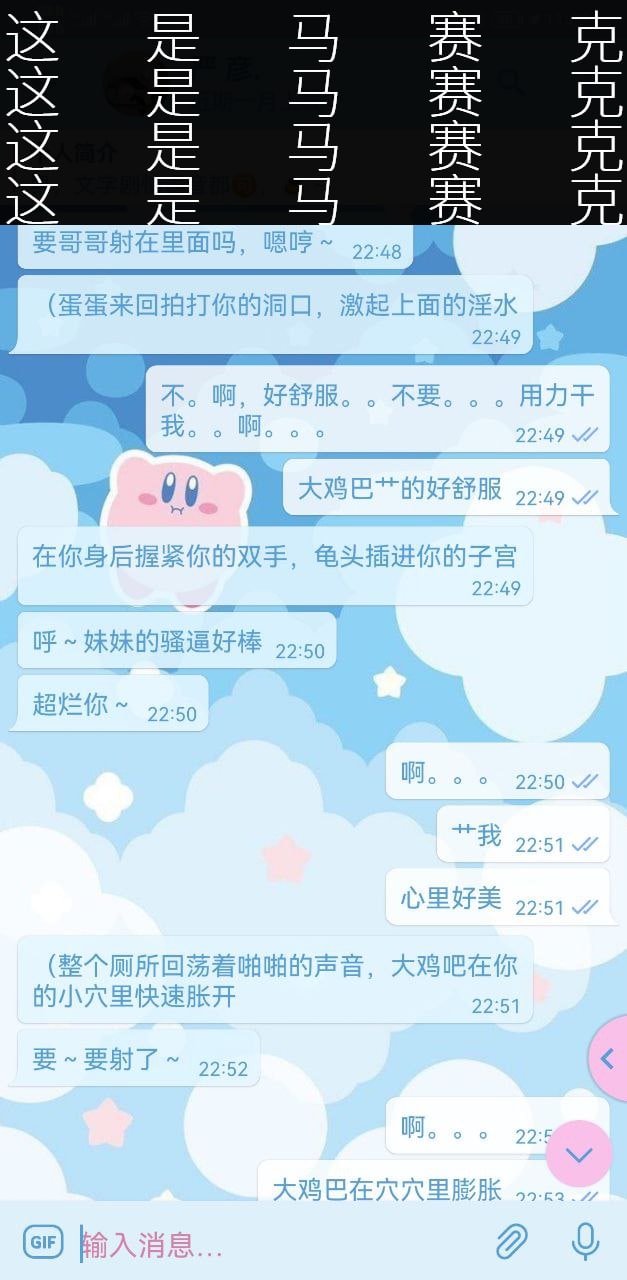 这是马赛克
这是马赛克
这是马赛克
这是马赛克
要哥哥射在里面吗，嗯哼~ 22:48
（蛋蛋来回拍打你的洞口，激起上面的淫水
22:49
不。啊，好舒服。。不要。。。用力干
我。。啊。。。 22:49
大鸡巴艹的好舒服 22:49
在你身后握紧你的双手，龟头插进你的子宫
22:49
呼~妹妹的骚逼好棒 22:50
超烂你~ 22:50
啊。。。 22:50
艹我 22:51
心里好美 22:51
（整个厕所回荡着啪啪的声音，大鸡吧在你
的小穴里快速胀开 22:51
要~要射了~ 22:52
啊。。。
大鸡巴在穴穴里膨胀 22:53
GIF 输入消息...